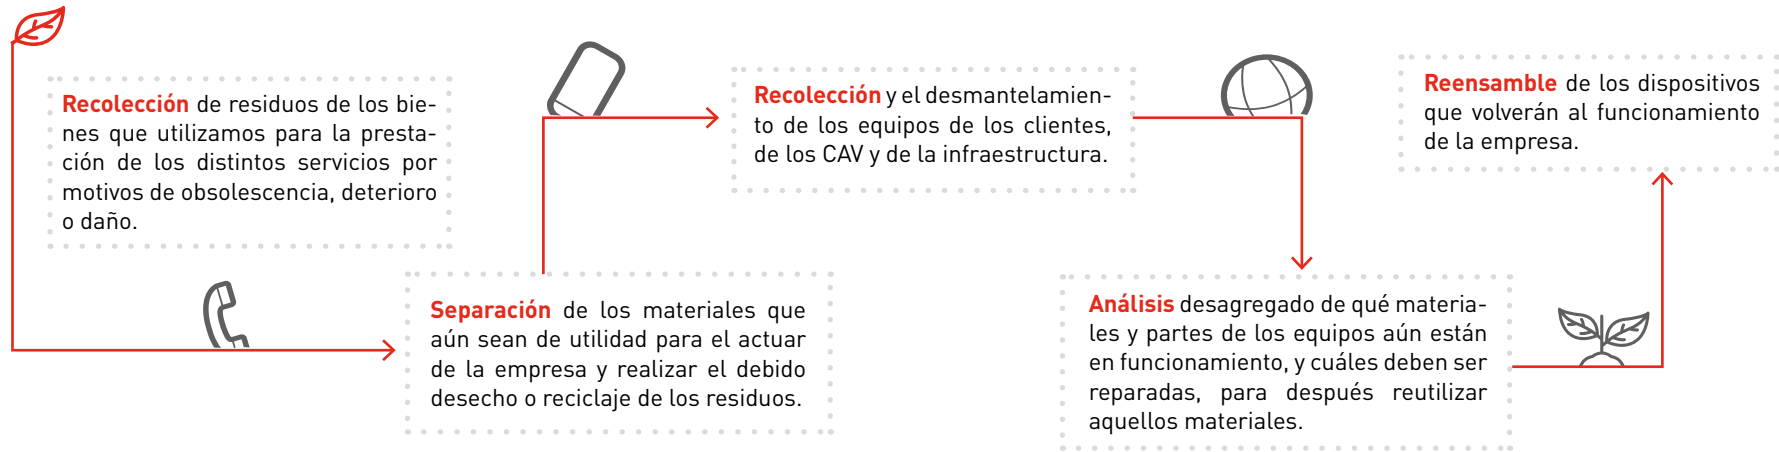 Recolección de residuos de los bie-
nes que utilizamos para la presta-
ción de los distintos servicios por
motivos de obsolescencia, deterioro
o daño.
Separación de los materiales que
aún sean de utilidad para el actuar
de la empresa y realizar el debido
desecho o reciclaje de los residuos.
Recolección y el desmantelamien-
to de los equipos de los clientes,
de los CAV y de la infraestructura.
Análisis desagregado de qué materia-
les y partes de los equipos aún están
en funcionamiento, y cuáles deben ser
reparadas, para después reutilizar
aquellos materiales.
Reensamble de los dispositivos
que volverán al funcionamiento
de la empresa.